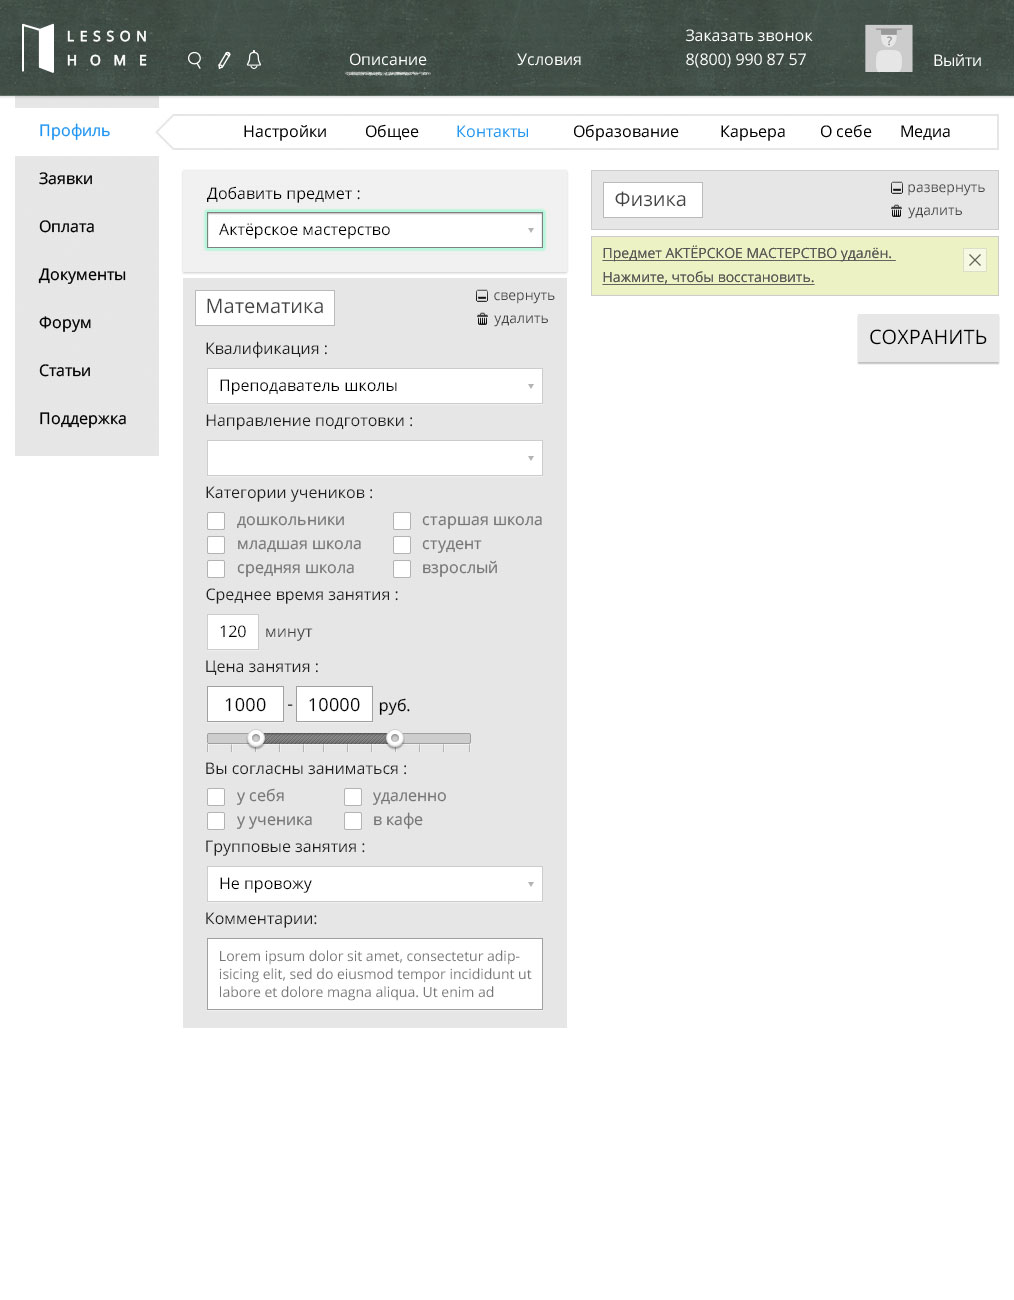 LESSON
HOME
Описание
Условия
Заказать звонок
8(800) 990 87 57
?
Выйти
Профиль
Настройки
Общее
Контакты
Образование
Карьера
О себе
Медиа
Заявки
Оплата
Документы
Форум
Статьи
Поддержка
Добавить предмет :
Актёрское мастерство
Математика
свернуть
удалить
Квалификация :
Преподаватель школы
Направление подготовки :
Категории учеников :
дошкольники
старшая школа
младшая школа
студент
средняя школа
взрослый
Среднее время занятия :
120 минут
Цена занятия :
1000 - 10000 руб.
Вы согласны заниматься :
у себя
удаленно
у ученика
в кафе
Групповые занятия :
Не провожу
Комментарии:
Lorem ipsum dolor sit amet, consectetur adip-
isicing elit, sed do eiusmod tempor incididunt ut
labore et dolore magna aliqua. Ut enim ad
Физика
развернуть
удалить
Предмет АКТЁРСКОЕ МАСТЕРСТВО удалён.
Нажмите, чтобы восстановить.
СОХРАНИТЬ